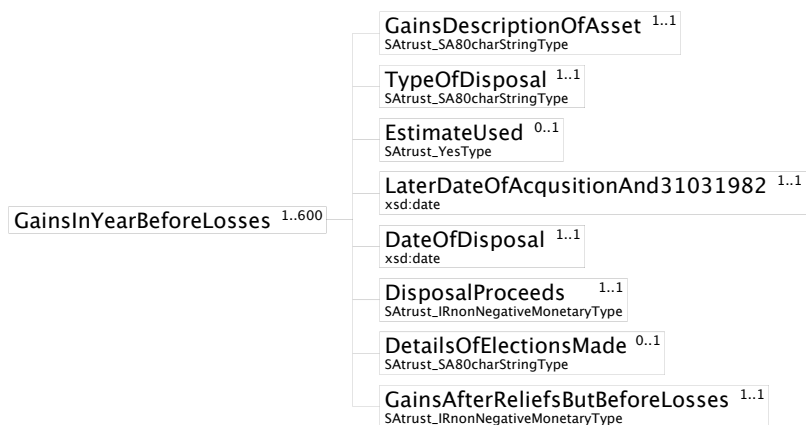 GainsDescriptionOfAsset 1..1
SAtrust_SA80charStringType
TypeOfDisposal 1..1
SAtrust_SA80charStringType
EstimateUsed 0..1
SAtrust_YesType
LaterDateOfAcqusitionAnd31031982 1..1
xsd:date
GainsInYearBeforeLosses 1..600
DateOfDisposal 1..1
xsd:date
DisposalProceeds 1..1
SAtrust_IRnonNegativeMonetaryType
DetailsOfElectionsMade 0..1
SAtrust_SA80charStringType
GainsAfterReliefsButBeforeLosses 1..1
SAtrust_IRnonNegativeMonetaryType